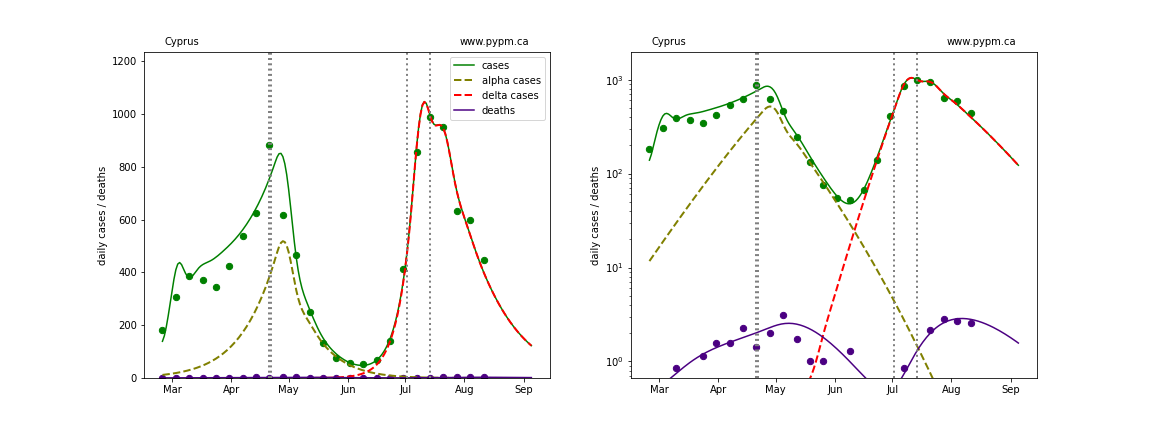 Cyprus www.pypm.ca
1200
1000
800
600
400
200
0
daily cases / deaths
cases
alpha cases
delta cases
deaths
Mar Apr May Jun Jul Aug Sep
Cyprus www.pypm.ca
10³
10²
10¹
10⁰
daily cases / deaths
Mar Apr May Jun Jul Aug Sep